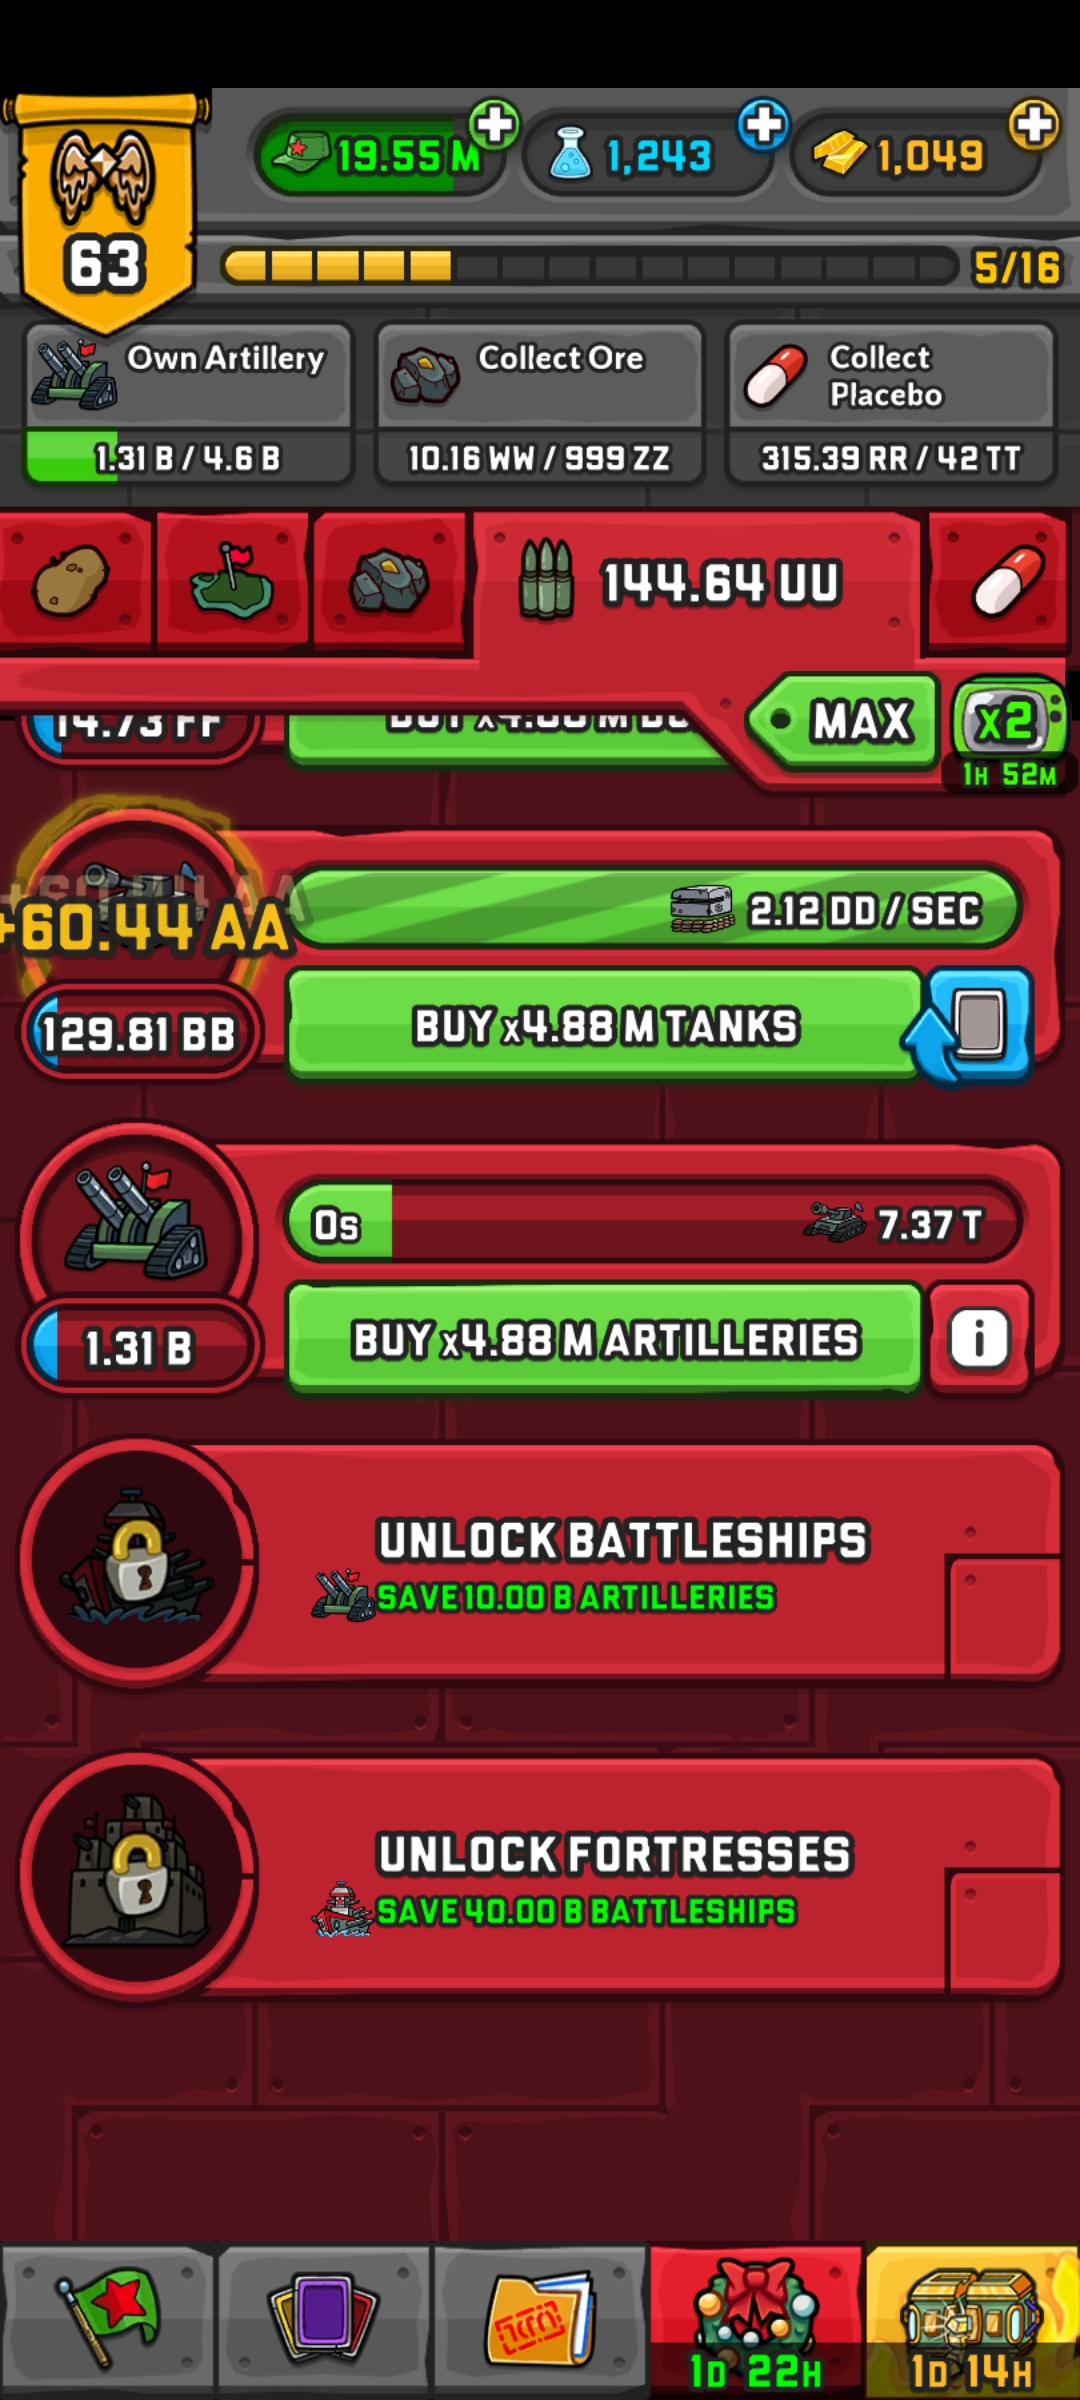 19.55 M
1,243
1,049
63
5/16
Own Artillery
1.31 B / 4.6 B
Collect Ore
10.16 WW / 999 ZZ
Collect
Placebo
315.39 RR / 42 TT
144.64 UU
MAX
x2
1H 52M
14.73 FF
+60.44 AA
2.12 DD / SEC
129.81 BB
BUY x4.88 M TANKS
0s
7.37 T
1.31 B
BUY x4.88 M ARTILLERIES
i
UNLOCK BATTLESHIPS
SAVE 10.00 B ARTILLERIES
UNLOCK FORTRESSES
SAVE 40.00 B BATTLESHIPS
1D 22H
1D 14H